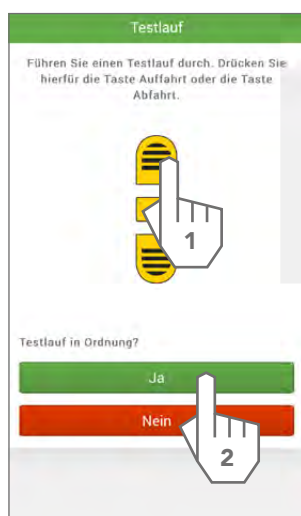 Testlauf
Führen Sie einen Testlauf durch. Drücken Sie
hierfür die Taste Auffahrt oder die Taste
Abfahrt.
1
Testlauf in Ordnung?
Ja
Nein
2